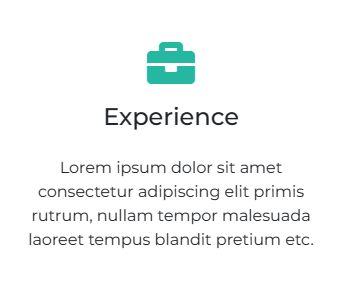 Experience
Lorem ipsum dolor sit amet
consectetur adipiscing elit primis
rutrum, nullam tempor malesuada
laoreet tempus blandit pretium etc.